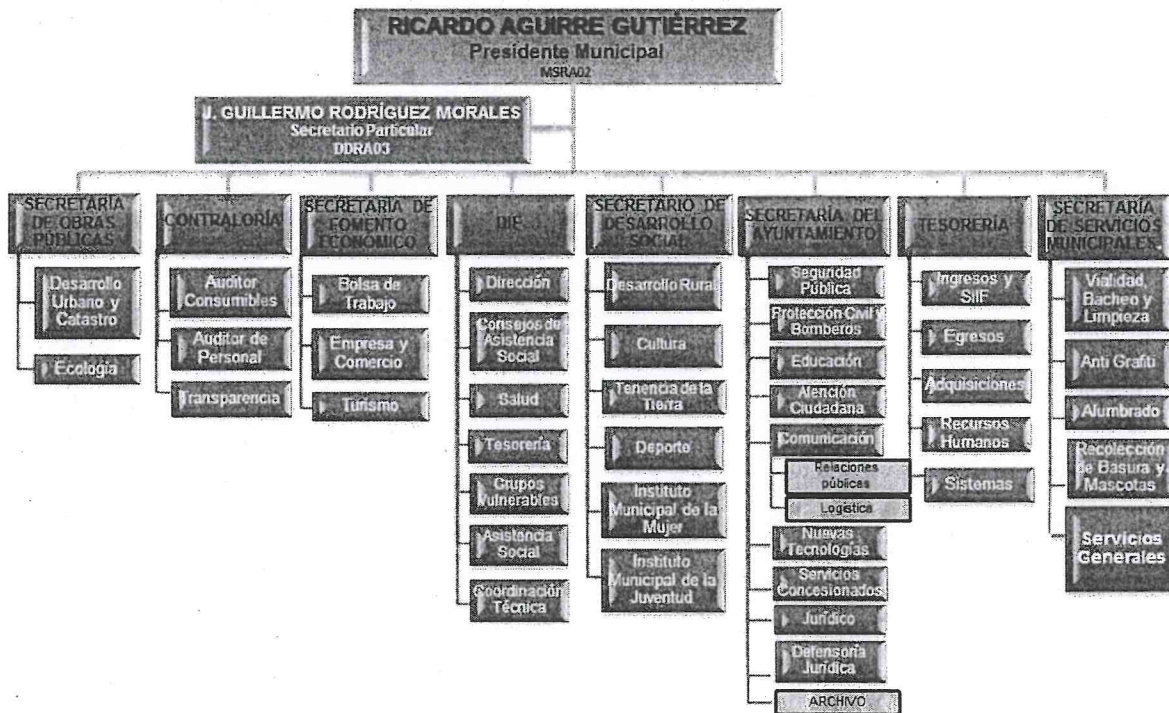 RICARDO AGUIRRE GUTIÉRREZ
Presidente Municipal
MSRA02
J. GUILLERMO RODRÍGUEZ MORALES
Secretario Particular
DDRA03
SECRETARÍA
DE OBRAS
PÚBLICAS
Desarrollo
Urbano y
Catastro
Ecología
CONTRALORÍA
Auditor
Consumibles
Auditor de
Personal
Transparencia
SECRETARÍA DE
FOMENTO
ECONÓMICO
Bolsa de
Trabajo
Empresa y
Comercio
Turismo
DIF
Dirección
Consejos de
Asistencia
Social
Salud
Tesorería
Grupos
Vulnerables
Asistencia
Social
Coordinación
Técnica
SECRETARIO DE
DESARROLLO
SOCIAL
Desarrollo Rural
Cultura
Tenencia de la
Tierra
Deporte
Instituto
Municipal de la
Mujer
Instituto
Municipal de la
Juventud
SECRETARÍA DEL
AYUNTAMIENTO
Seguridad
Pública
Protección Civil y
Bomberos
Educación
Atención
Ciudadana
Comunicación
Relaciones
públicas
Logística
Nuevas
Tecnologías
Servicios
Concesionados
Jurídico
Defensoría
Jurídica
ARCHIVO
TESORERÍA
Ingresos y
SIIF
Egresos
Adquisiciones
Recursos
Humanos
Sistemas
SECRETARÍA
DE SERVICIOS
MUNICIPALES
Vialidad,
Bacheo y
Limpieza
Anti Grafiti
Alumbrado
Recolección
de Basura y
Mascotas
Servicios
Generales